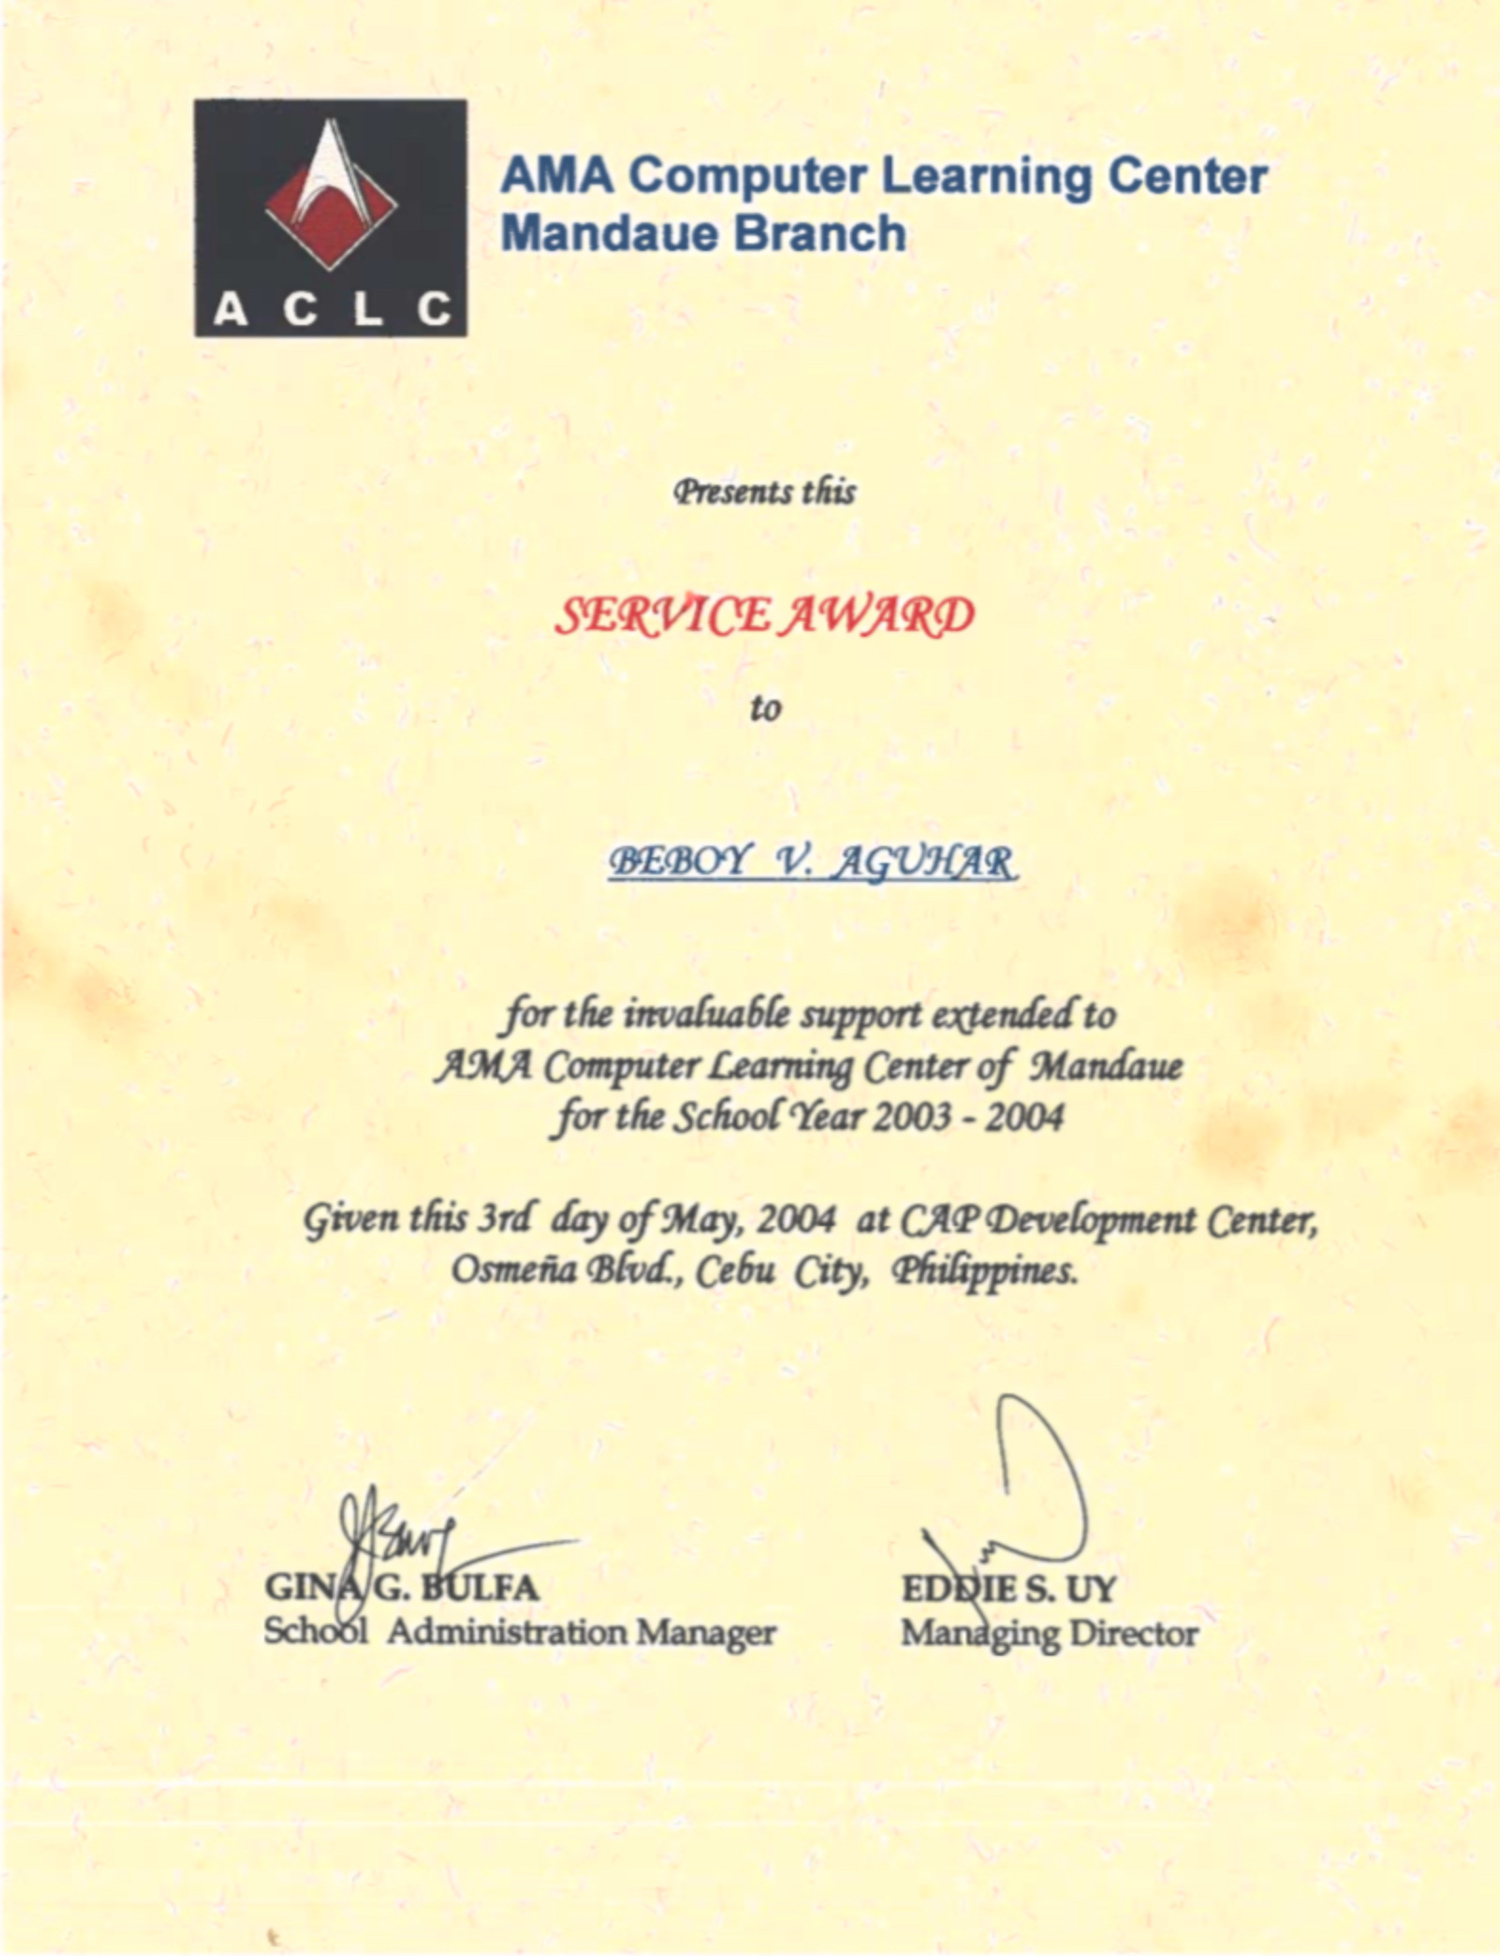 A C L C
AMA Computer Learning Center
Mandaue Branch
Presents this
SERVICE AWARD
to
BEBOY V. AGUHAR
for the invaluable support extended to
AMA Computer Learning Center of Mandaue
for the School Year 2003 - 2004
Given this 3rd day of May, 2004 at CAP Development Center,
Osmeña Blvd., Cebu City, Philippines.
GINA G. BULFA
School Administration Manager
EDDIE S. UY
Managing Director